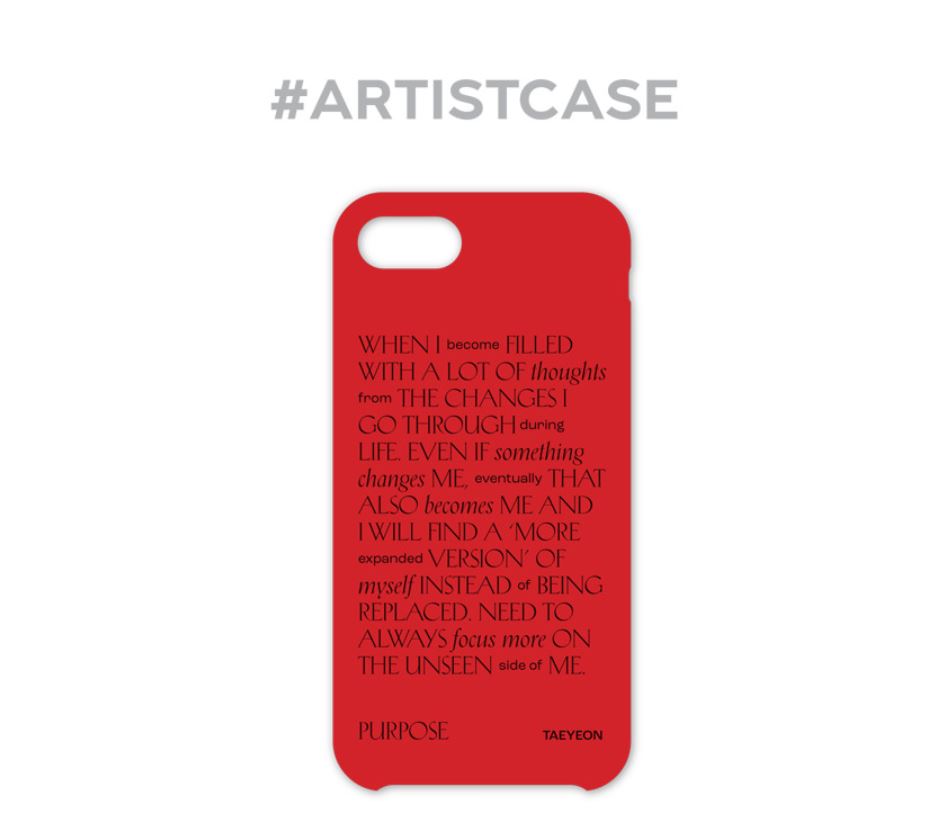 #ARTISTCASE
WHEN I become FILLED
WITH A LOT OF thoughts
from THE CHANGES I
GO THROUGH during
LIFE. EVEN IF something
changes ME, eventually THAT
ALSO becomes ME AND
I WILL FIND A ‘MORE
expanded VERSION’ OF
myself INSTEAD of BEING
REPLACED. NEED TO
ALWAYS focus more ON
THE UNSEEN side of ME.
PURPOSE
TAEYEON